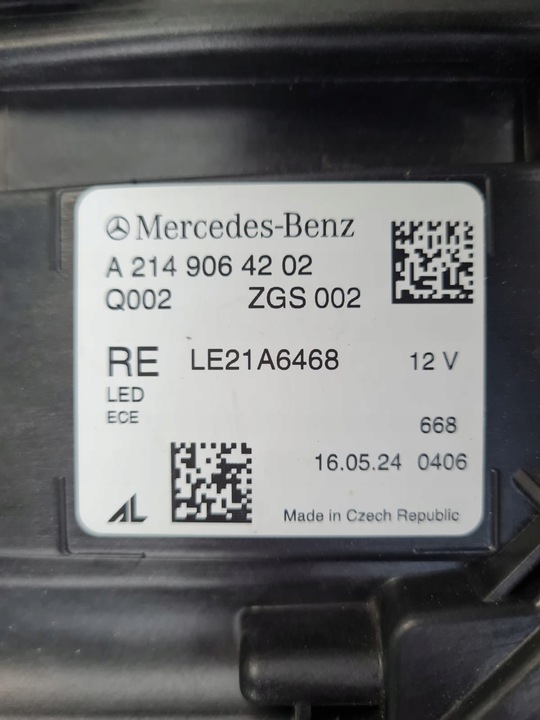 Mercedes-Benz
A 214 906 42 02
Q002 ZGS 002
RE LE21A6468 12 V
LED
ECE
668
16.05.24 0406
AL Made in Czech Republic